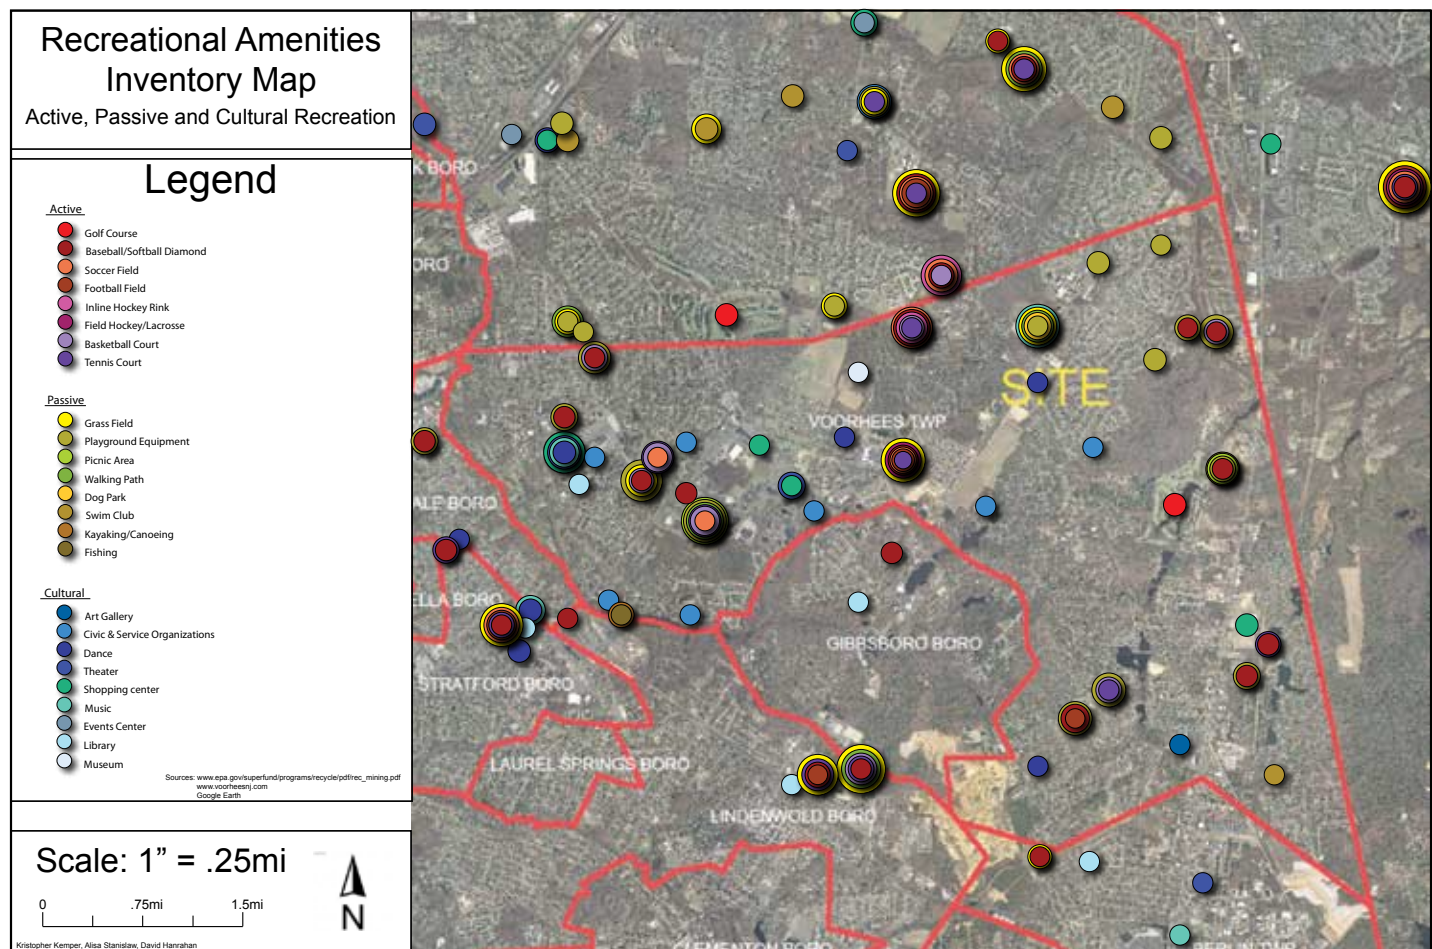 Recreational Amenities
Inventory Map
Active, Passive and Cultural Recreation
Legend
Active
Golf Course
Baseball/Softball Diamond
Soccer Field
Football Field
Inline Hockey Rink
Field Hockey/Lacrosse
Basketball Court
Tennis Court
Passive
Grass Field
Playground Equipment
Picnic Area
Walking Path
Dog Park
Swim Club
Kayaking/Canoeing
Fishing
Cultural
Art Gallery
Civic & Service Organizations
Dance
Theater
Shopping center
Music
Events Center
Library
Museum
Sources: www.epa.gov/superfund/programs/recycle/pdf/rec_mining.pdf
www.voorheesnj.com
Google Earth
Scale: 1” = .25mi
0 .75mi 1.5mi
N
Kristopher Kemper, Alisa Stanislaw, David Hanrahan
K BORO
ORO
SITE
VOORHEES TWP
ALE BORO
ELLA BORO
GIBBSBORO BORO
STRATFORD BORO
LAUREL SPRINGS BORO
LINDENWOLD BORO
CLEMENTON BORO